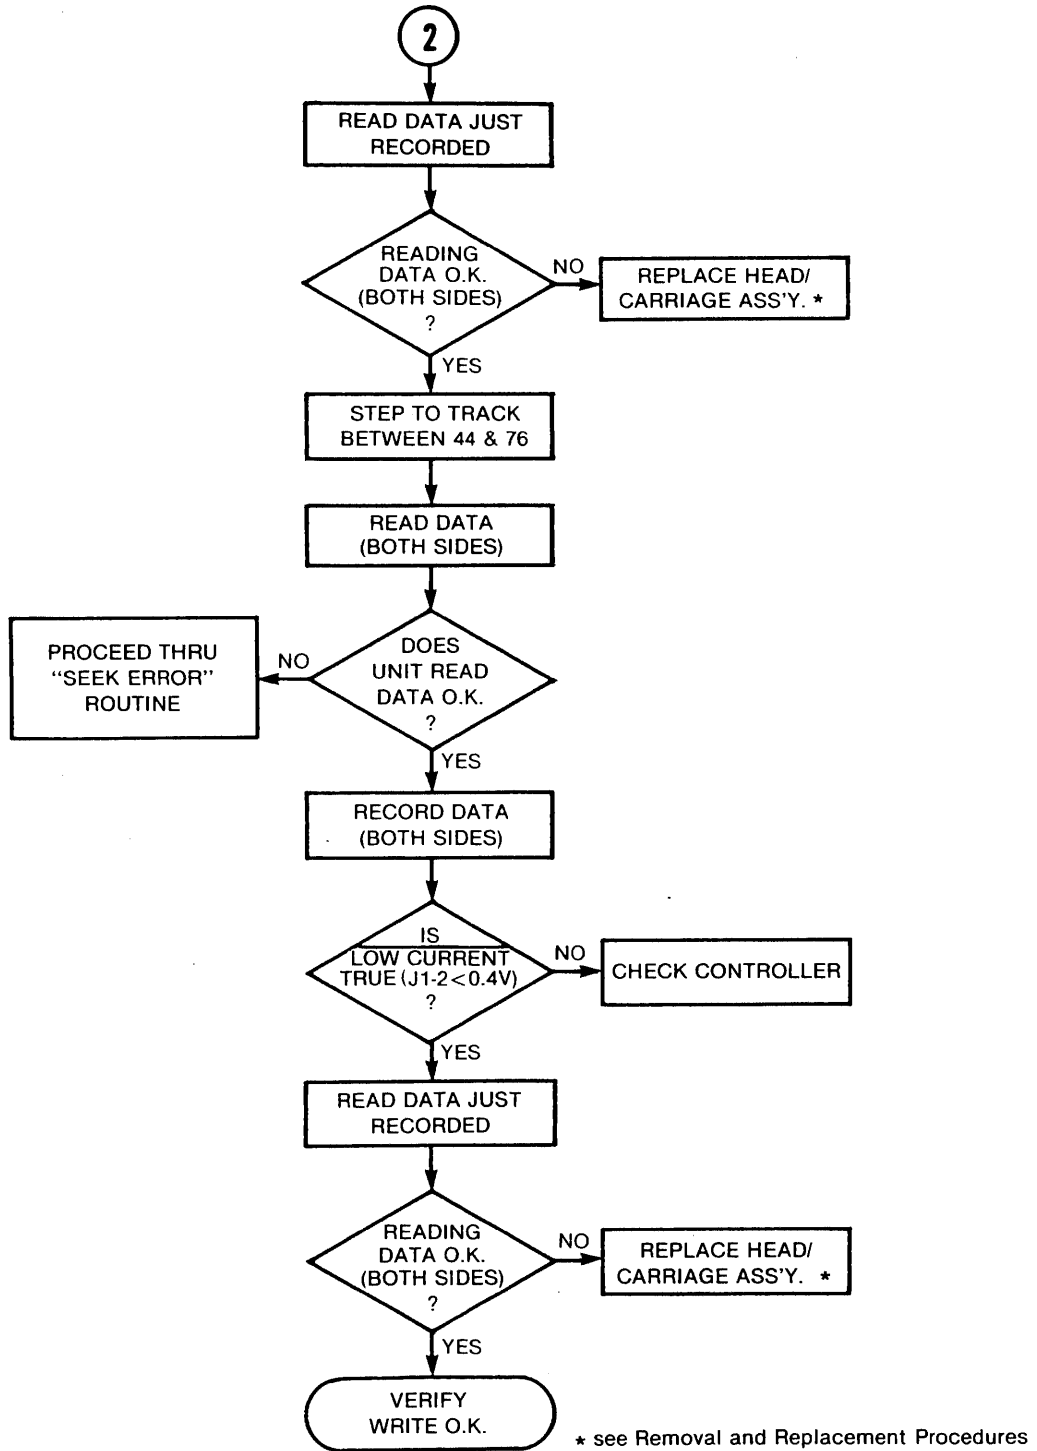 2
READ DATA JUST
RECORDED
READING
DATA O.K.
(BOTH SIDES)
?
NO
REPLACE HEAD/
CARRIAGE ASS'Y. *
YES
STEP TO TRACK
BETWEEN 44 & 76
READ DATA
(BOTH SIDES)
DOES
UNIT READ
DATA O.K.
?
NO
PROCEED THRU
“SEEK ERROR”
ROUTINE
YES
RECORD DATA
(BOTH SIDES)
IS
LOW CURRENT
TRUE (J1-2<0.4V)
?
NO
CHECK CONTROLLER
YES
READ DATA JUST
RECORDED
READING
DATA O.K.
(BOTH SIDES)
?
NO
REPLACE HEAD/
CARRIAGE ASS'Y. *
YES
VERIFY
WRITE O.K.
* see Removal and Replacement Procedures